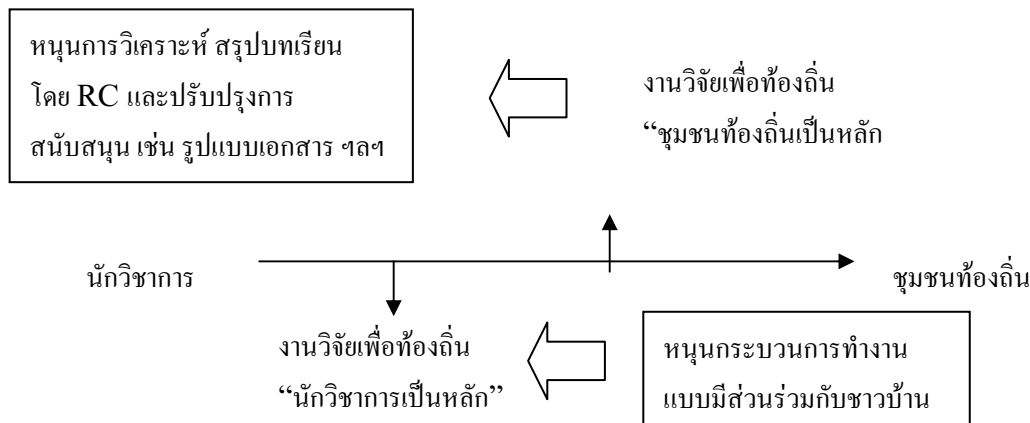 หนุนการวิเคราะห์ สรุปบทเรียน
โดย RC และปรับปรุงการ
สนับสนุน เช่น รูปแบบเอกสาร ฯลฯ
งานวิจัยเพื่อท้องถิ่น
“ชุมชนท้องถิ่นเป็นหลัก
นักวิชาการ
ชุมชนท้องถิ่น
งานวิจัยเพื่อท้องถิ่น
“นักวิชาการเป็นหลัก”
หนุนกระบวนการทำงาน
แบบมีส่วนร่วมกับชาวบ้าน